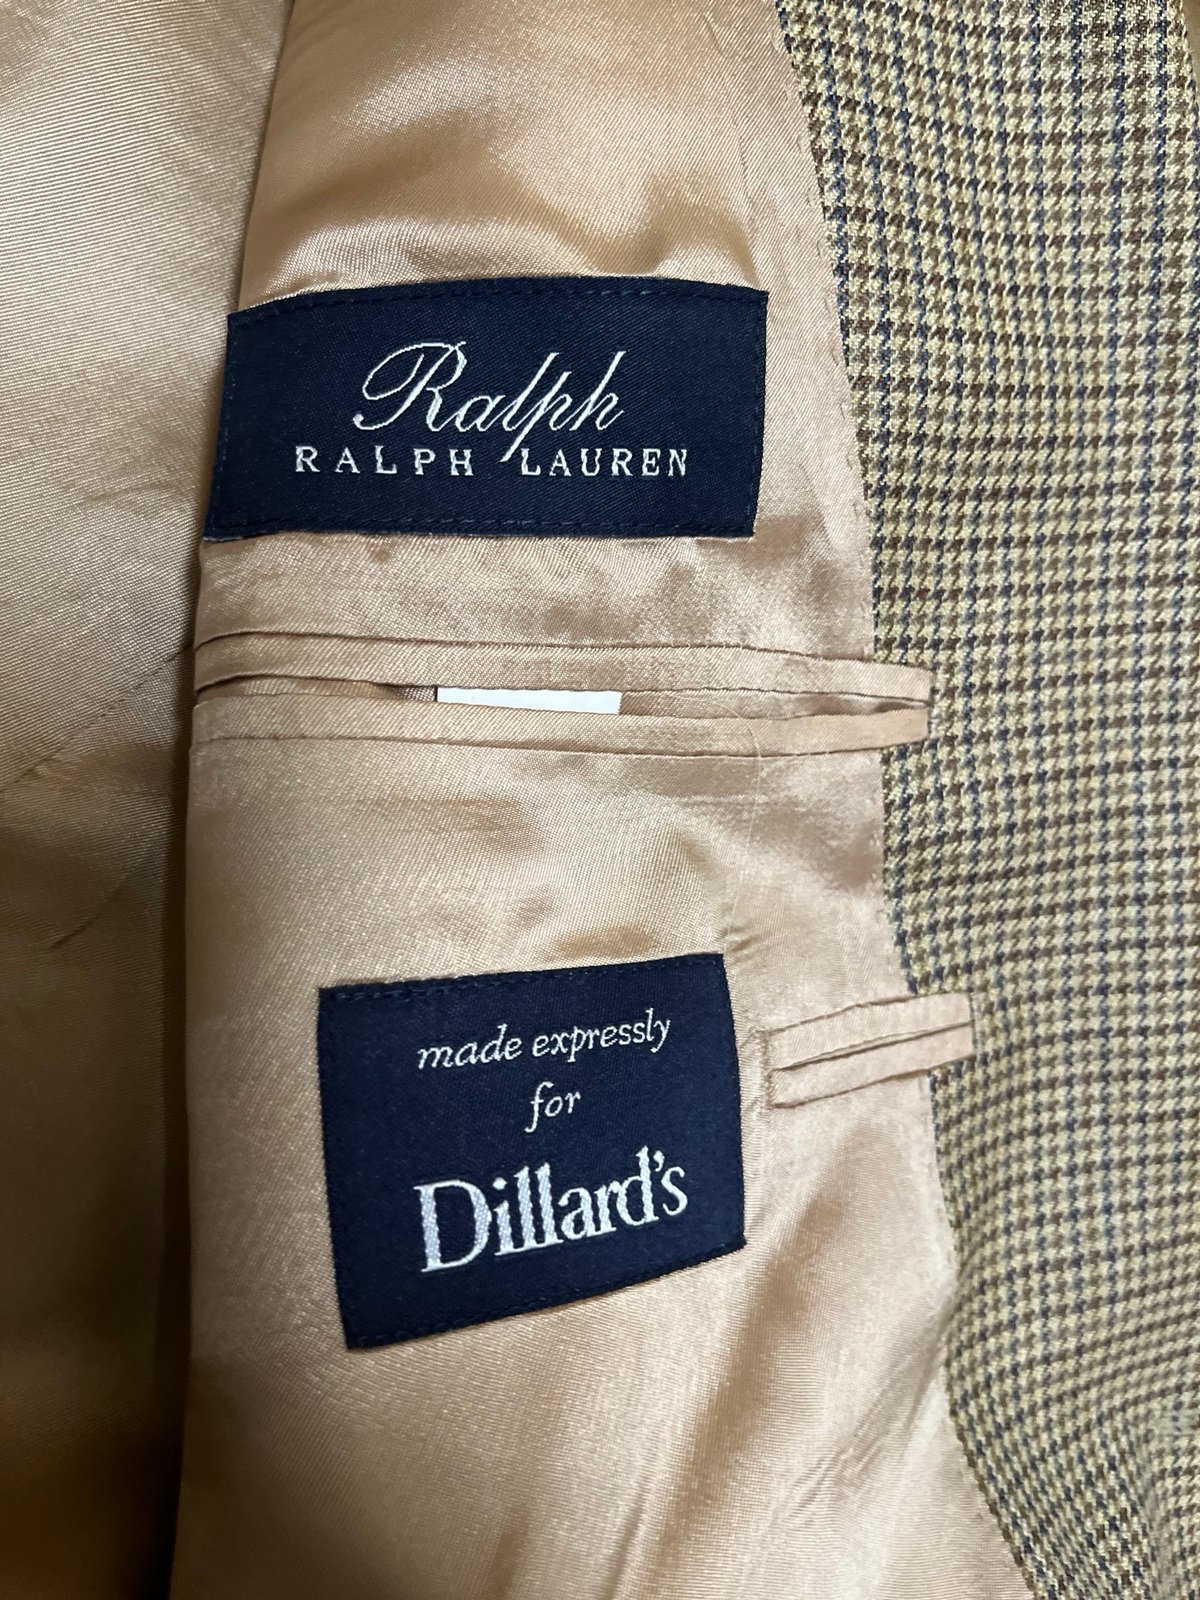 Ralph
RALPH LAUREN
made expressly
for
Dillard's